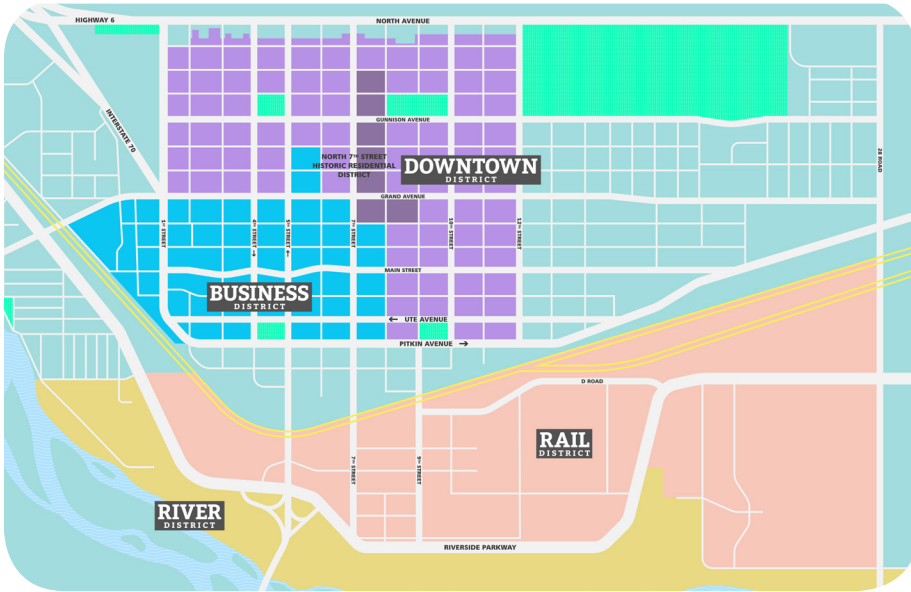 HIGHWAY 6
NORTH AVENUE
INTERSTATE 70
GUNNISON AVENUE
NORTH 7TH STREET
HISTORIC RESIDENTIAL
DISTRICT
DOWNTOWN
DISTRICT
28 ROAD
GRAND AVENUE
1ST STREET
4TH STREET →
5TH STREET ←
7TH STREET
10TH STREET
12TH STREET
MAIN STREET
BUSINESS
DISTRICT
← UTE AVENUE
PITKIN AVENUE →
D ROAD
RAIL
DISTRICT
7TH STREET
9TH STREET
RIVER
DISTRICT
RIVERSIDE PARKWAY